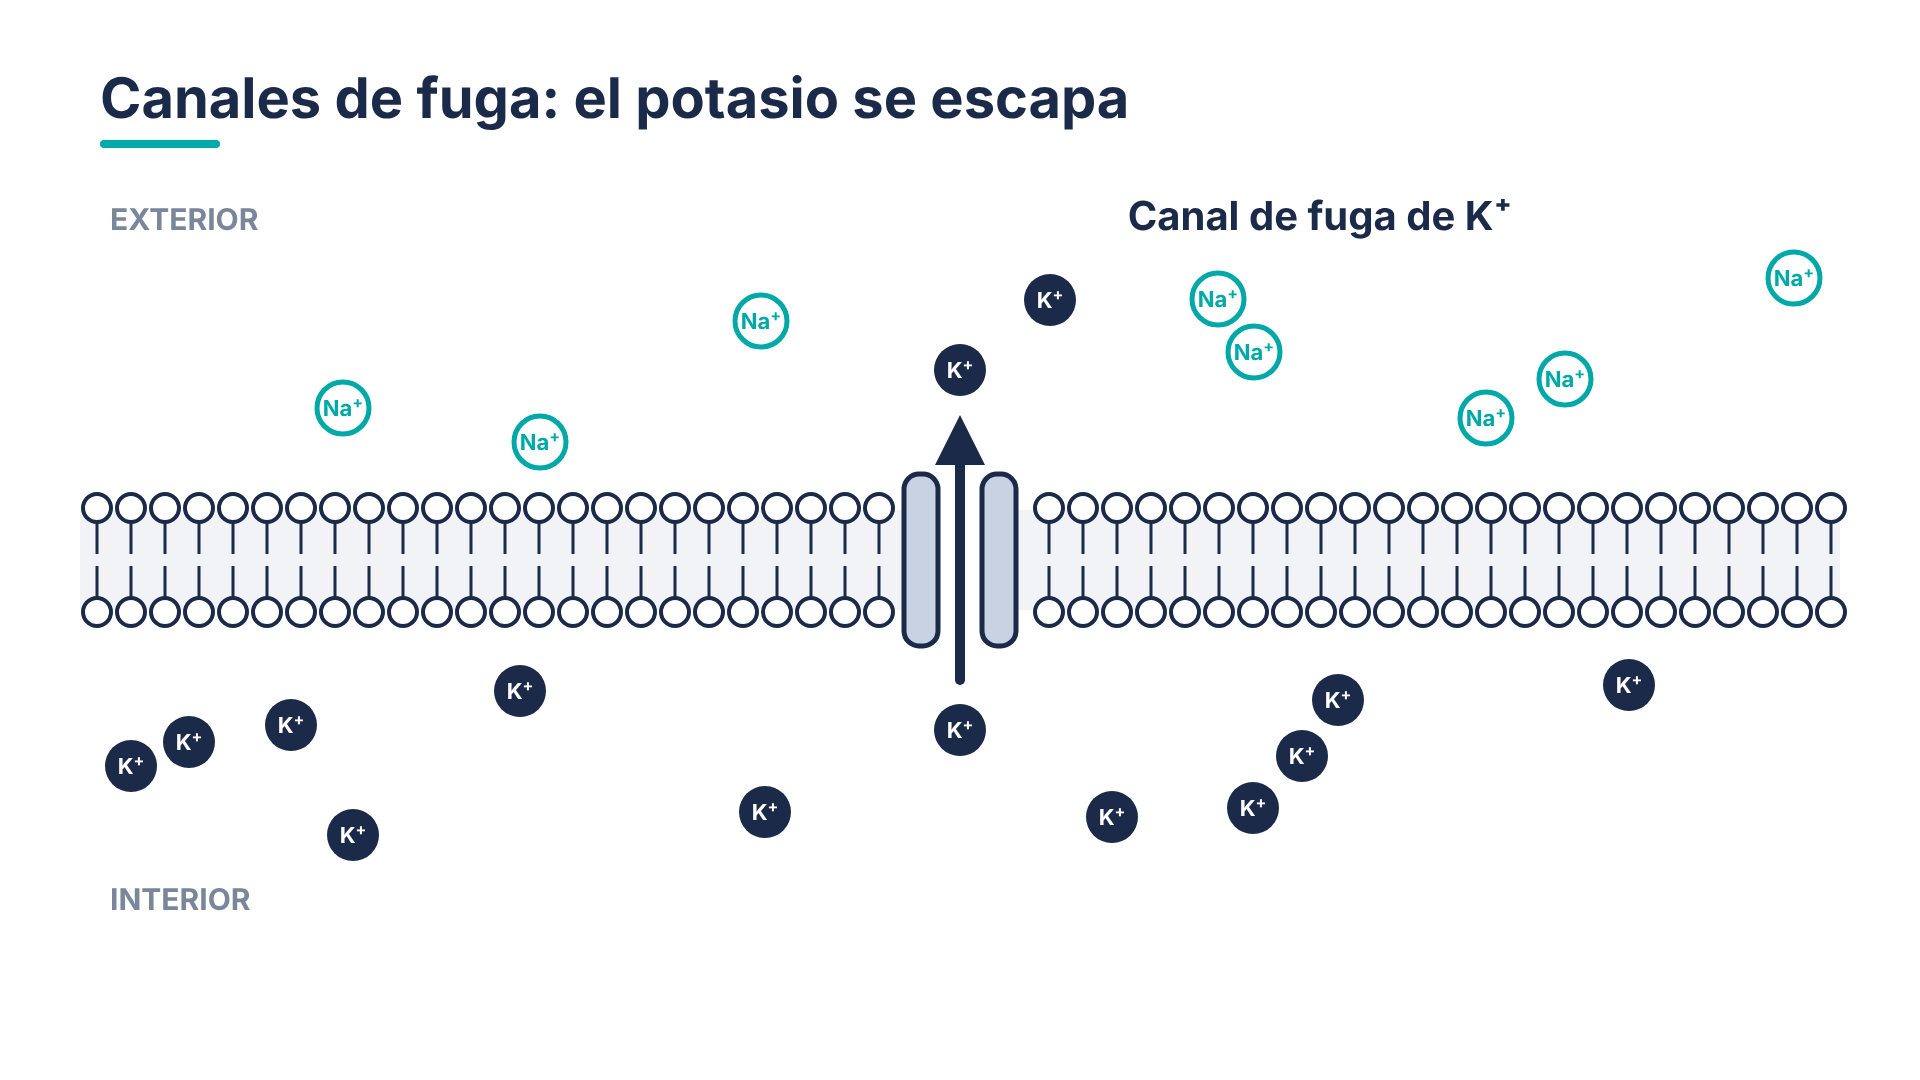 Canales de fuga: el potasio se escapa
EXTERIOR
Canal de fuga de K⁺
Na⁺
K⁺
Na⁺
Na⁺
Na⁺
Na⁺
K⁺
Na⁺
Na⁺
Na⁺
Na⁺
K⁺
K⁺
K⁺
K⁺
K⁺
K⁺
K⁺
K⁺
K⁺
K⁺
K⁺
K⁺
K⁺
INTERIOR